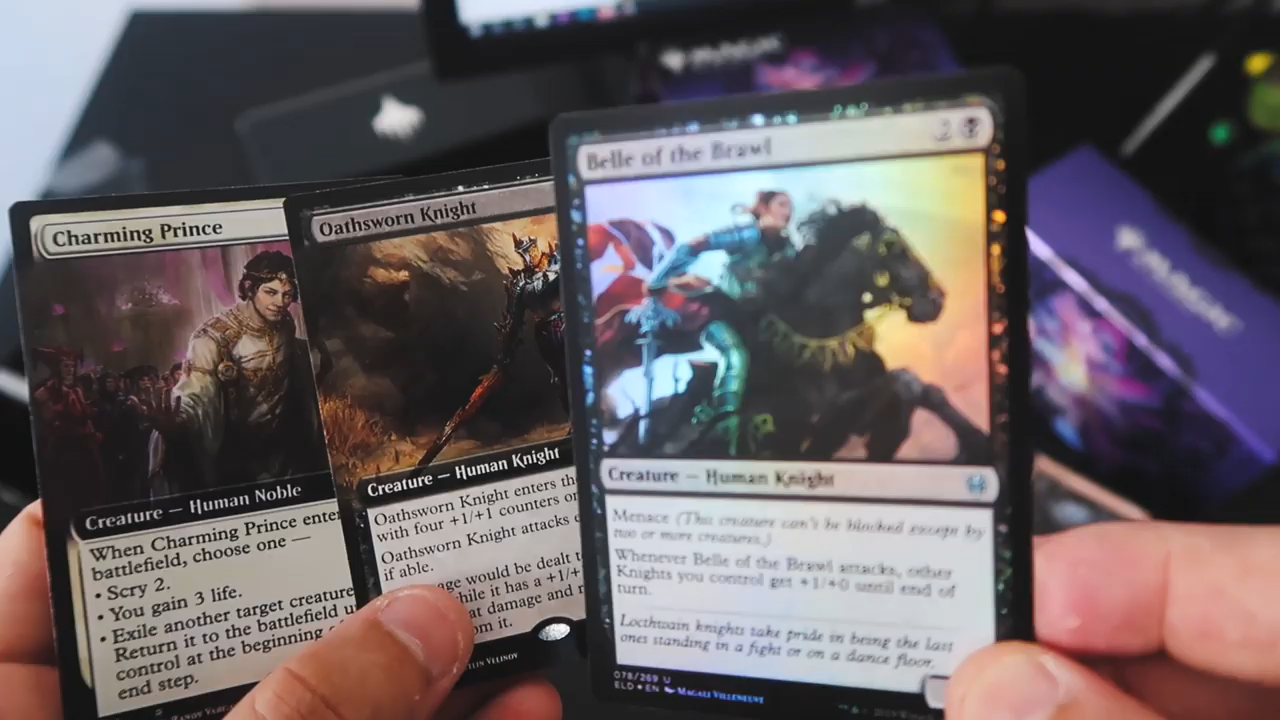 MAGIC
Charming Prince
Creature — Human Noble
When Charming Prince enter
battlefield, choose one —
• Scry 2.
• You gain 3 life.
• Exile another target creature
Return it to the battlefield u
control at the beginning
end step.
Oathsworn Knight
Creature — Human Knight
Oathsworn Knight enters the
with four +1/+1 counters on
Oathsworn Knight attacks
if able.
age would be dealt t
hile it has a +1/+
at damage and r
om it.
Belle of the Brawl
2
Creature — Human Knight
Menace (This creature can't be blocked except by
two or more creatures.)
Whenever Belle of the Brawl attacks, other
Knights you control get +1/+0 until end of
turn.
Locthwain knights take pride in being the last
ones standing in a fight or on a dance floor.
078/269 U
ELD • EN MAGALI VILLENEUVE
MAGIC